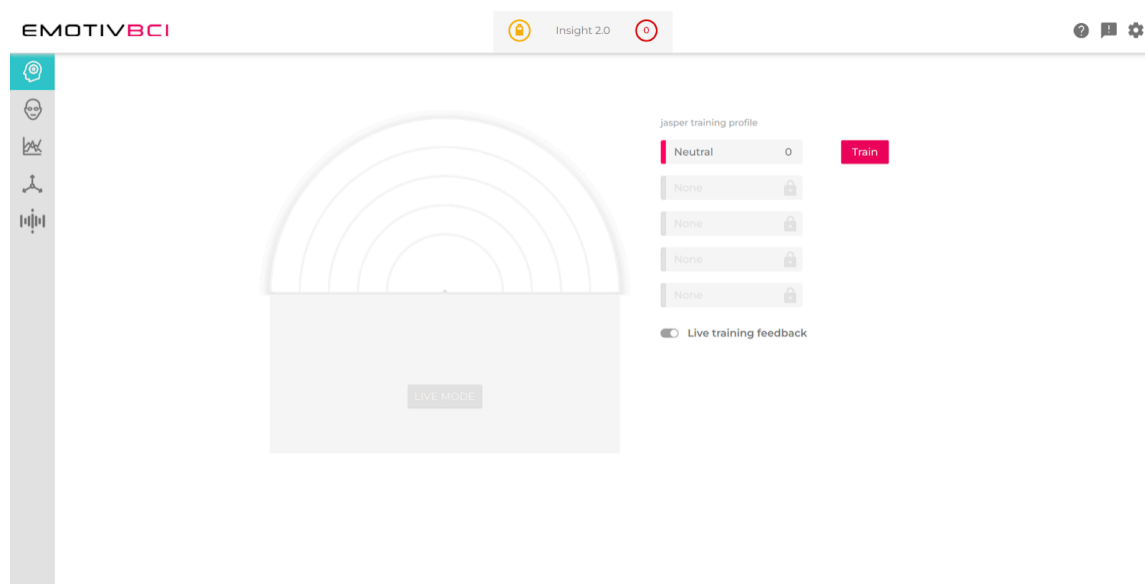 EMOTIVBCI
Insight 2.0
0
jasper training profile
Neutral 0
Train
None
None
None
None
Live training feedback
LIVE MODE